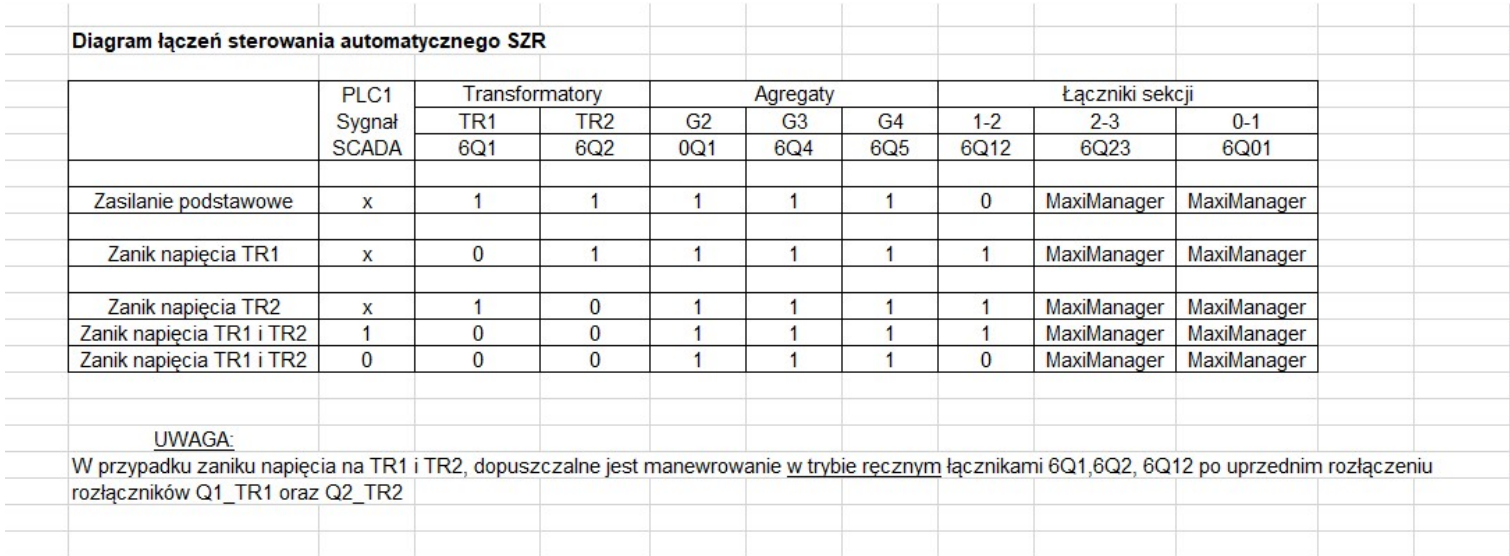 Diagram łączeń sterowania automatycznego SZR
PLC1 Transformatory Agregaty Łączniki sekcji
Sygnał TR1 TR2 G2 G3 G4 1-2 2-3 0-1
SCADA 6Q1 6Q2 0Q1 6Q4 6Q5 6Q12 6Q23 6Q01
Zasilanie podstawowe x 1 1 1 1 1 0 MaxiManager MaxiManager
Zanik napięcia TR1 x 0 1 1 1 1 1 MaxiManager MaxiManager
Zanik napięcia TR2 x 1 0 1 1 1 1 MaxiManager MaxiManager
Zanik napięcia TR1 i TR2 1 0 0 1 1 1 1 MaxiManager MaxiManager
Zanik napięcia TR1 i TR2 0 0 0 1 1 1 0 MaxiManager MaxiManager
UWAGA:
W przypadku zaniku napięcia na TR1 i TR2, dopuszczalne jest manewrowanie w trybie ręcznym łącznikami 6Q1,6Q2, 6Q12 po uprzednim rozłączeniu
rozłączników Q1_TR1 oraz Q2_TR2